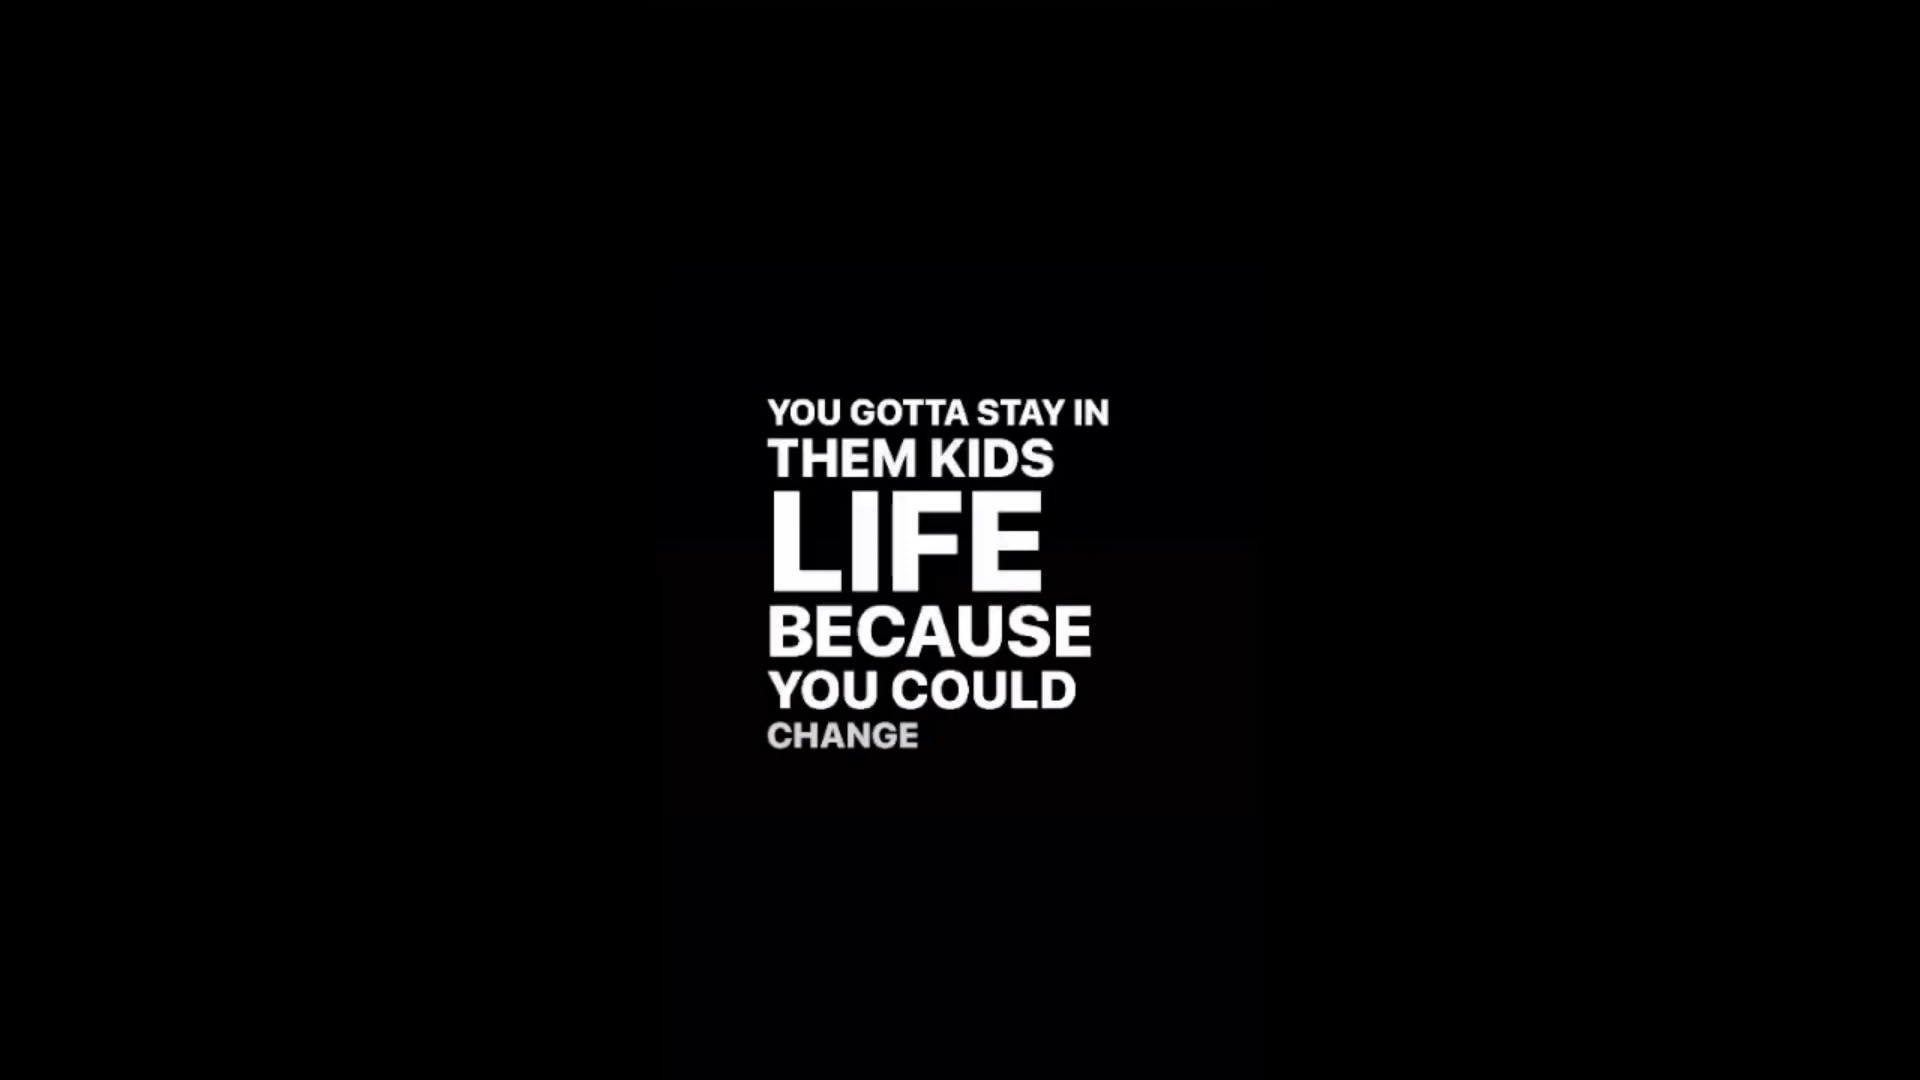 YOU GOTTA STAY IN
THEM KIDS
LIFE
BECAUSE
YOU COULD
CHANGE